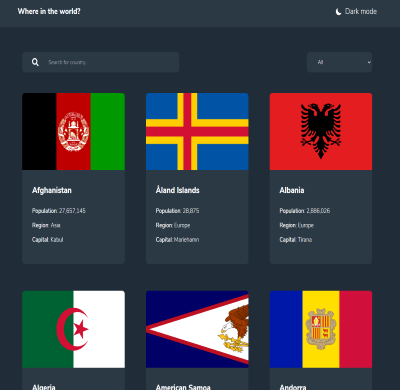 Where in the world?
Dark mode
Search for country...
All
Afghanistan
Åland Islands
Albania
Population: 27,657,145
Population: 28,875
Population: 2,886,026
Region: Asia
Region: Europe
Region: Europe
Capital: Kabul
Capital: Mariehamn
Capital: Tirana
Algeria
American Samoa
Andorra